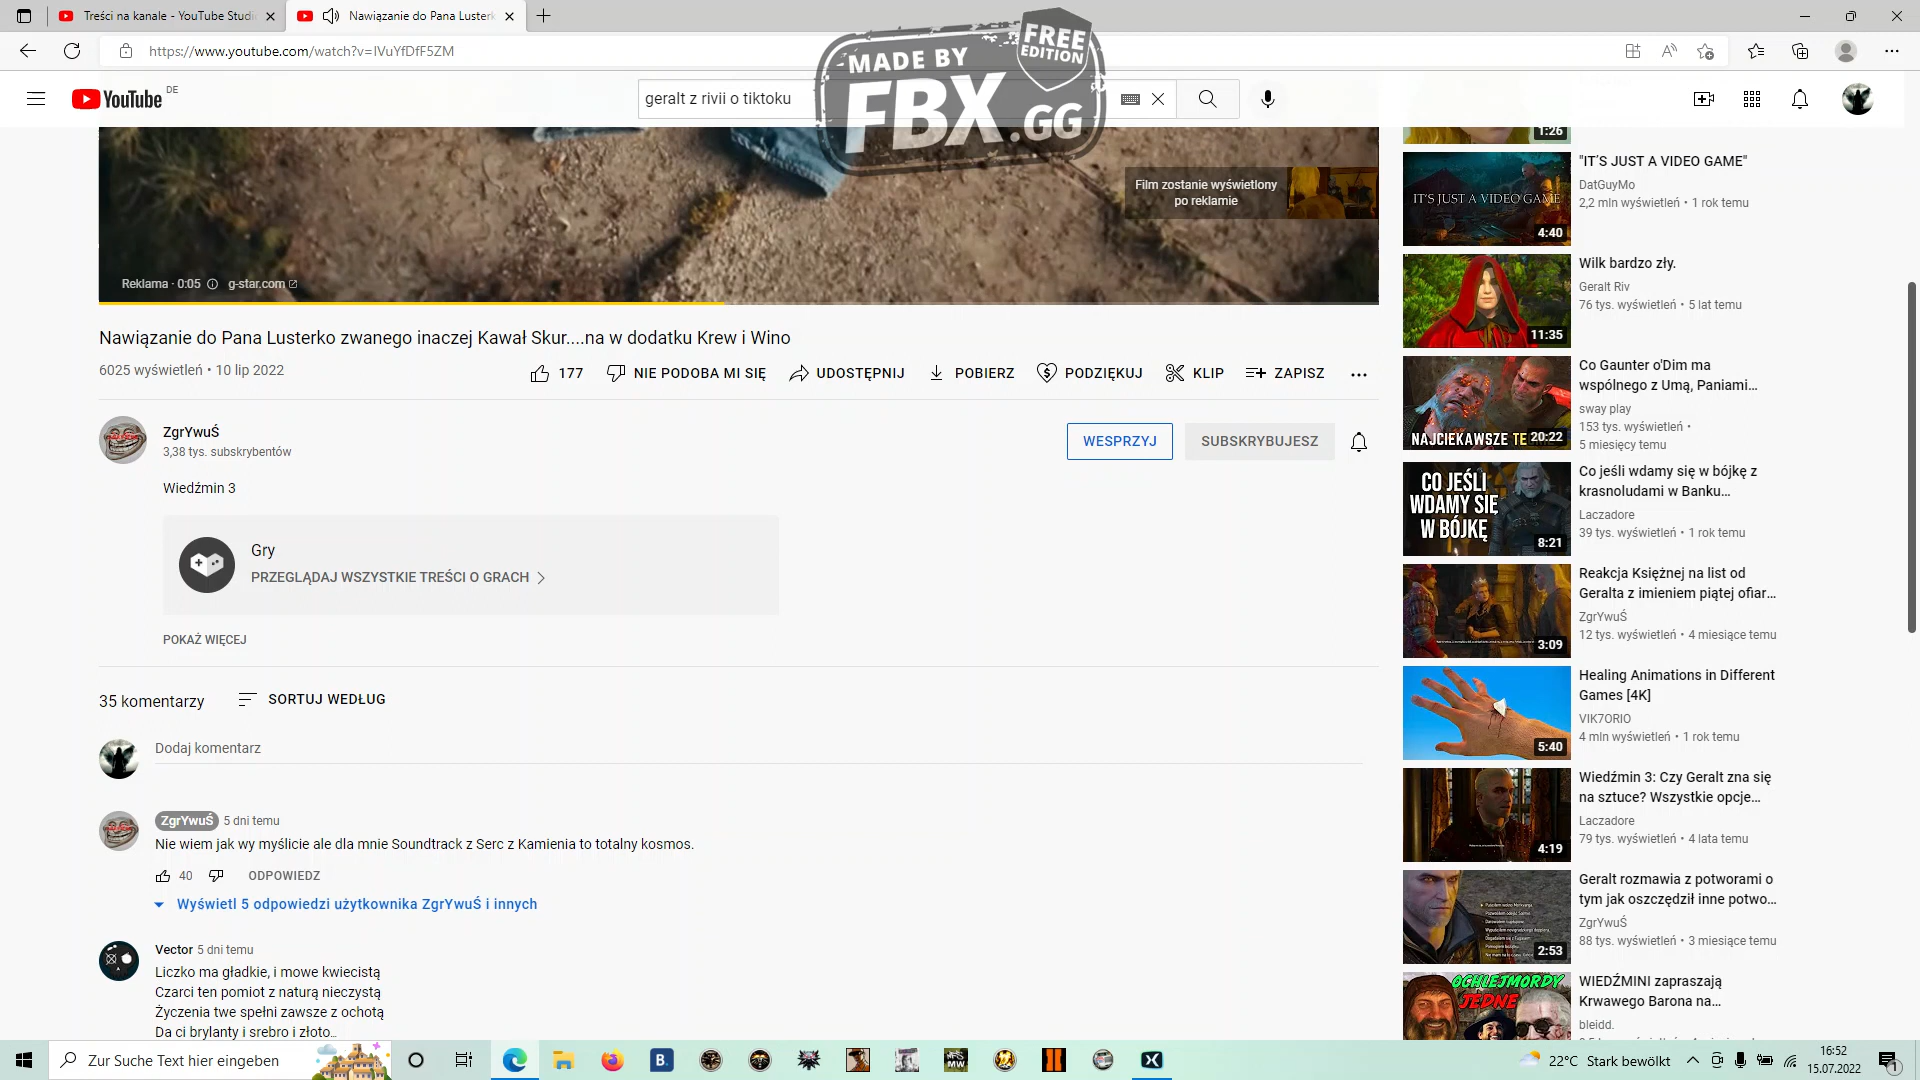 Treści na kanale - YouTube Studi
Nawiązanie do Pana Lusterk
https://www.youtube.com/watch?v=IVuYfDfF5ZM
MADE BY
FBX.GG
FREE
EDITION
YouTube
DE
geralt z rivii o tiktoku
Film zostanie wyświetlony
po reklamie
Reklama · 0:05
g-star.com
Nawiązanie do Pana Lusterko zwanego inaczej Kawał Skur....na w dodatku Krew i Wino
6025 wyświetleń • 10 lip 2022
177
NIE PODOBA MI SIĘ
UDOSTĘPNIJ
POBIERZ
PODZIĘKUJ
KLIP
ZAPISZ
ZgrYwuŚ
3,38 tys. subskrybentów
WESPRZYJ
SUBSKRYBUJESZ
Wiedźmin 3
Gry
PRZEGLĄDAJ WSZYSTKIE TREŚCI O GRACH
POKAŻ WIĘCEJ
35 komentarzy
SORTUJ WEDŁUG
Dodaj komentarz
ZgrYwuŚ 5 dni temu
Nie wiem jak wy myślicie ale dla mnie Soundtrack z Serc z Kamienia to totalny kosmos.
40
ODPOWIEDZ
Wyświetl 5 odpowiedzi użytkownika ZgrYwuŚ i innych
Vector 5 dni temu
Liczko ma gładkie, i mowe kwiecistą
Czarci ten pomiot z naturą nieczystą
Życzenia twe spełni zawsze z ochotą
Da ci brylanty i srebro i złoto..
1:26
IT'S JUST A VIDEO GAME
4:40
"IT'S JUST A VIDEO GAME"
DatGuyMo
2,2 mln wyświetleń • 1 rok temu
11:35
Wilk bardzo zły.
Geralt Riv
76 tys. wyświetleń • 5 lat temu
NAJCIEKAWSZE TE
20:22
Co Gaunter o'Dim ma
wspólnego z Umą, Paniami...
sway play
153 tys. wyświetleń •
5 miesięcy temu
CO JEŚLI
WDAMY SIĘ
W BÓJKĘ
8:21
Co jeśli wdamy się w bójkę z
krasnoludami w Banku...
Laczadore
39 tys. wyświetleń • 1 rok temu
3:09
Reakcja Księżnej na list od
Geralta z imieniem piątej ofiar...
ZgrYwuŚ
12 tys. wyświetleń • 4 miesiące temu
5:40
Healing Animations in Different
Games [4K]
VIK7ORIO
4 mln wyświetleń • 1 rok temu
4:19
Wiedźmin 3: Czy Geralt zna się
na sztuce? Wszystkie opcje...
Laczadore
79 tys. wyświetleń • 4 lata temu
2:53
Geralt rozmawia z potworami o
tym jak oszczędził inne potwo...
ZgrYwuŚ
88 tys. wyświetleń • 3 miesiące temu
OCHLEJMORDY
JEDNE
WIEDŹMINI zapraszają
Krwawego Barona na...
bleidd.
Zur Suche Text hier eingeben
B.
MW
22°C Stark bewölkt
16:52
15.07.2022
1